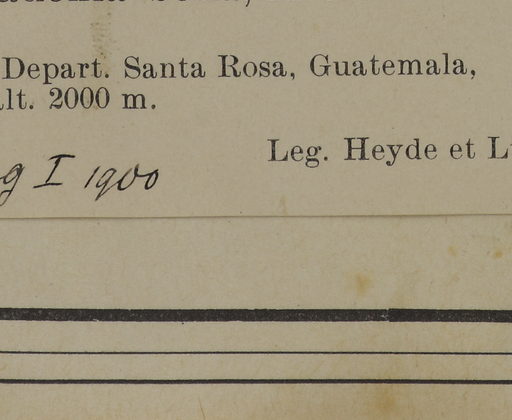 Depart. Santa Rosa, Guatemala,
lt. 2000 m.
Leg. Heyde et L
g I 1900